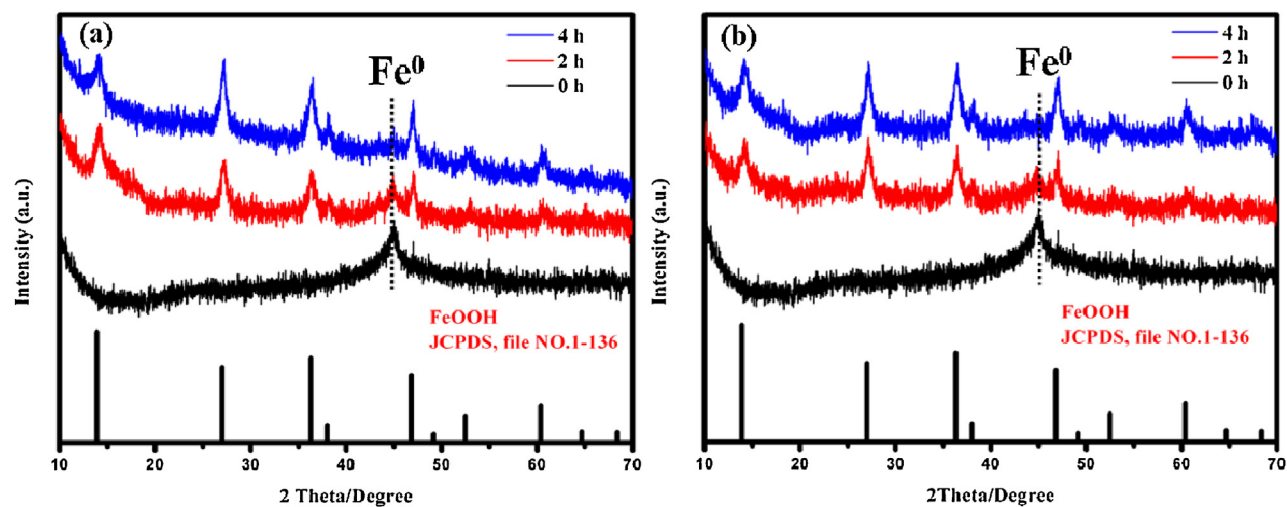 (a)
4 h
2 h
0 h
Fe⁰
FeOOH
JCPDS, file NO.1-136
Intensity (a.u.)
10 20 30 40 50 60 70
2 Theta/Degree
(b)
4 h
2 h
0 h
Fe⁰
FeOOH
JCPDS, file NO.1-136
Intensity (a.u.)
10 20 30 40 50 60 70
2Theta/Degree